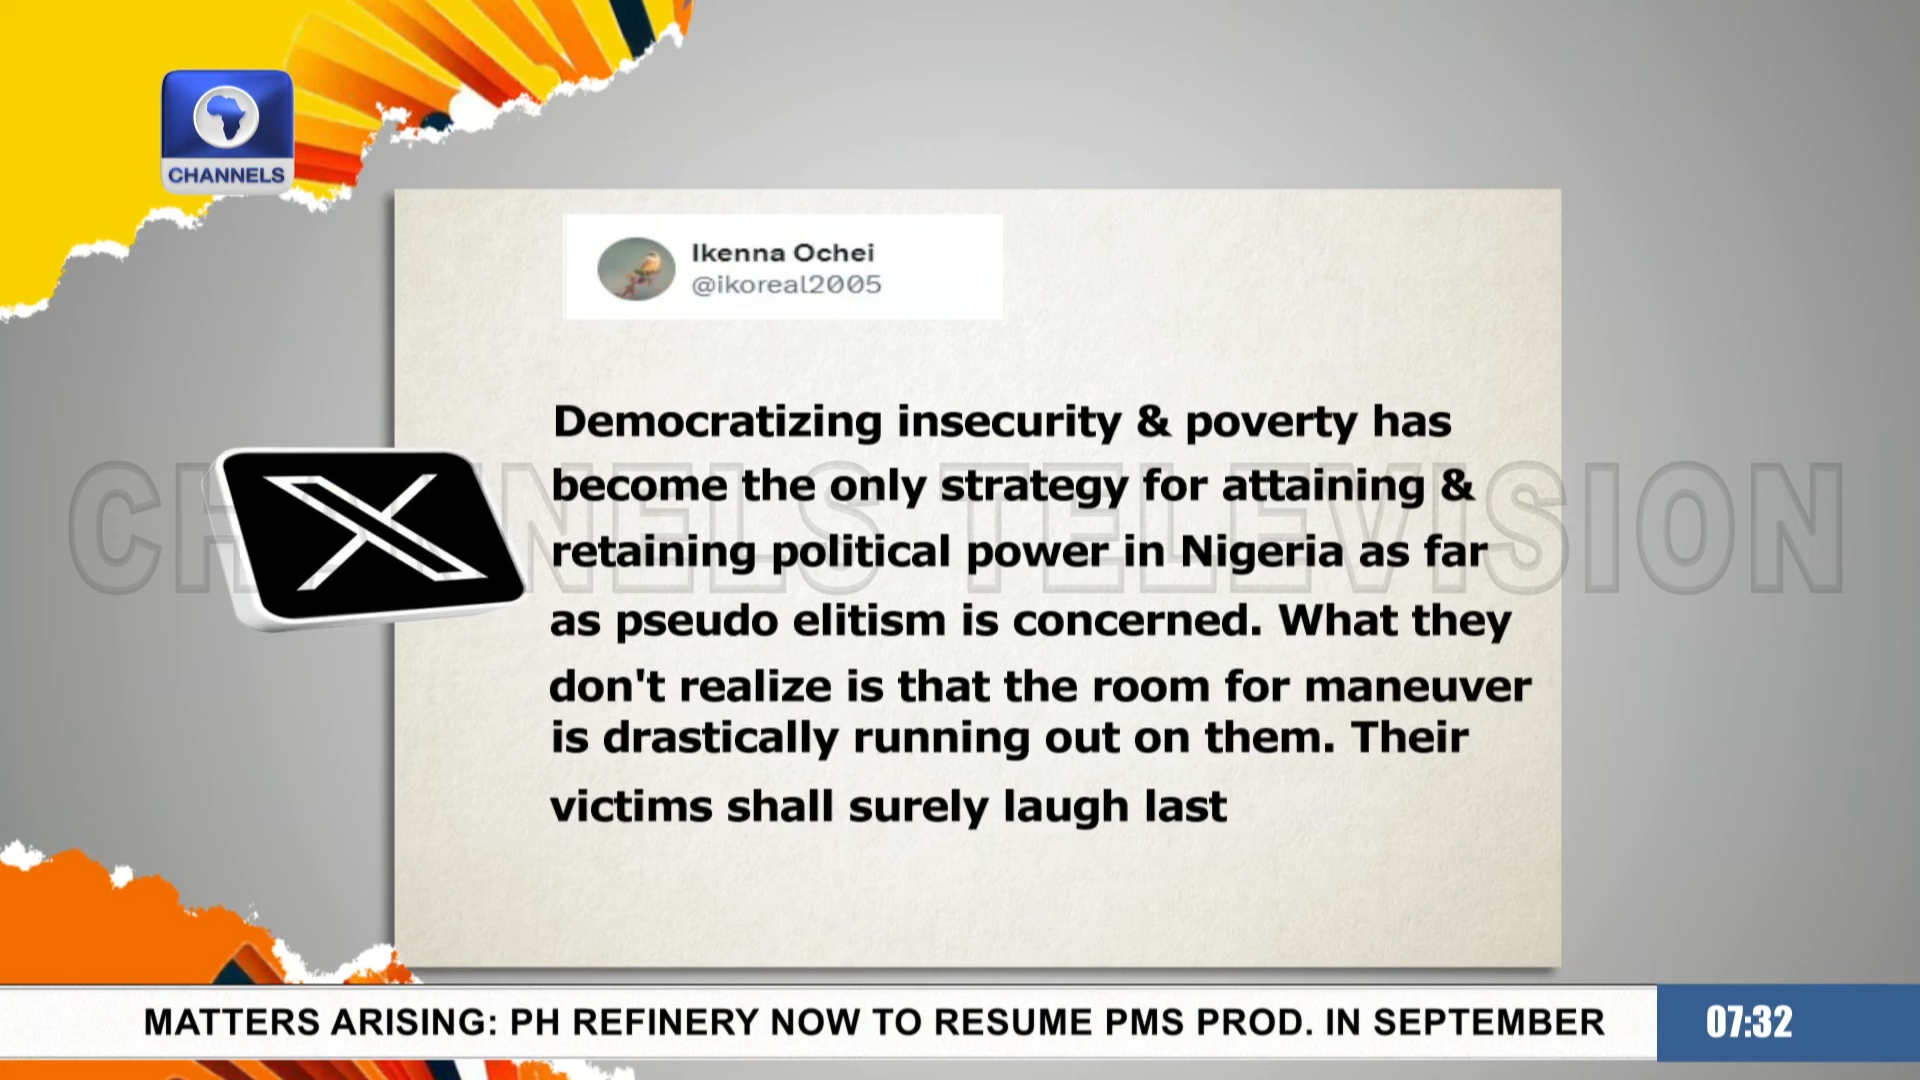 CHANNELS
Ikenna Ochei
@ikoreal2005
Democratizing insecurity & poverty has
become the only strategy for attaining &
retaining political power in Nigeria as far
as pseudo elitism is concerned. What they
don't realize is that the room for maneuver
is drastically running out on them. Their
victims shall surely laugh last
CHANNELS TELEVISION
MATTERS ARISING: PH REFINERY NOW TO RESUME PMS PROD. IN SEPTEMBER
07:32